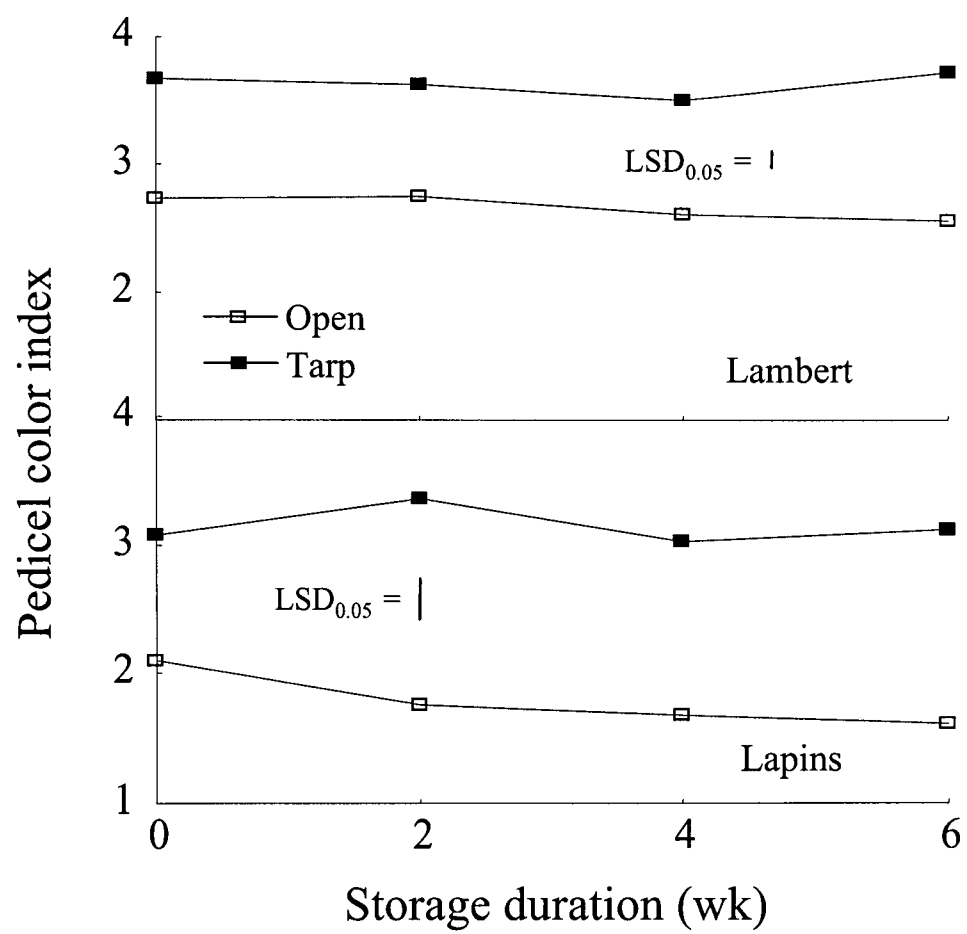 4
3
LSD0.05 =
2
Open
Tarp
Lambert
4
3
LSD0.05 =
2
Lapins
1
0 2 4 6
Storage duration (wk)
Pedicel color index